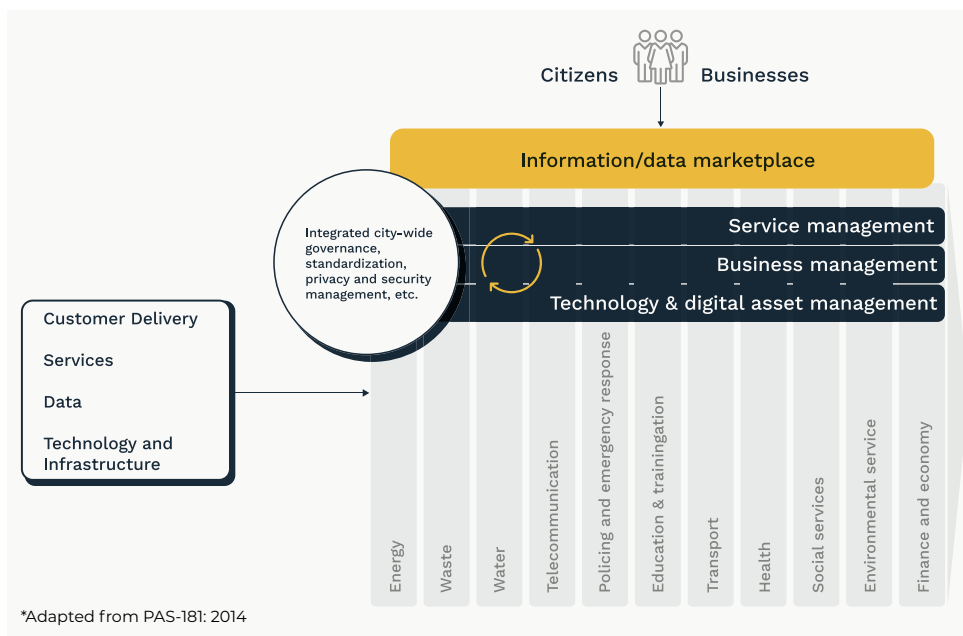 Citizens
Businesses
Information/data marketplace
Integrated city-wide
governance,
standardization,
privacy and security
management, etc.
Service management
Business management
Technology & digital asset management
Customer Delivery
Services
Data
Technology and
Infrastructure
Energy
Waste
Water
Telecommunication
Policing and emergency response
Education & trainingation
Transport
Health
Social services
Environmental service
Finance and economy
*Adapted from PAS-181: 2014